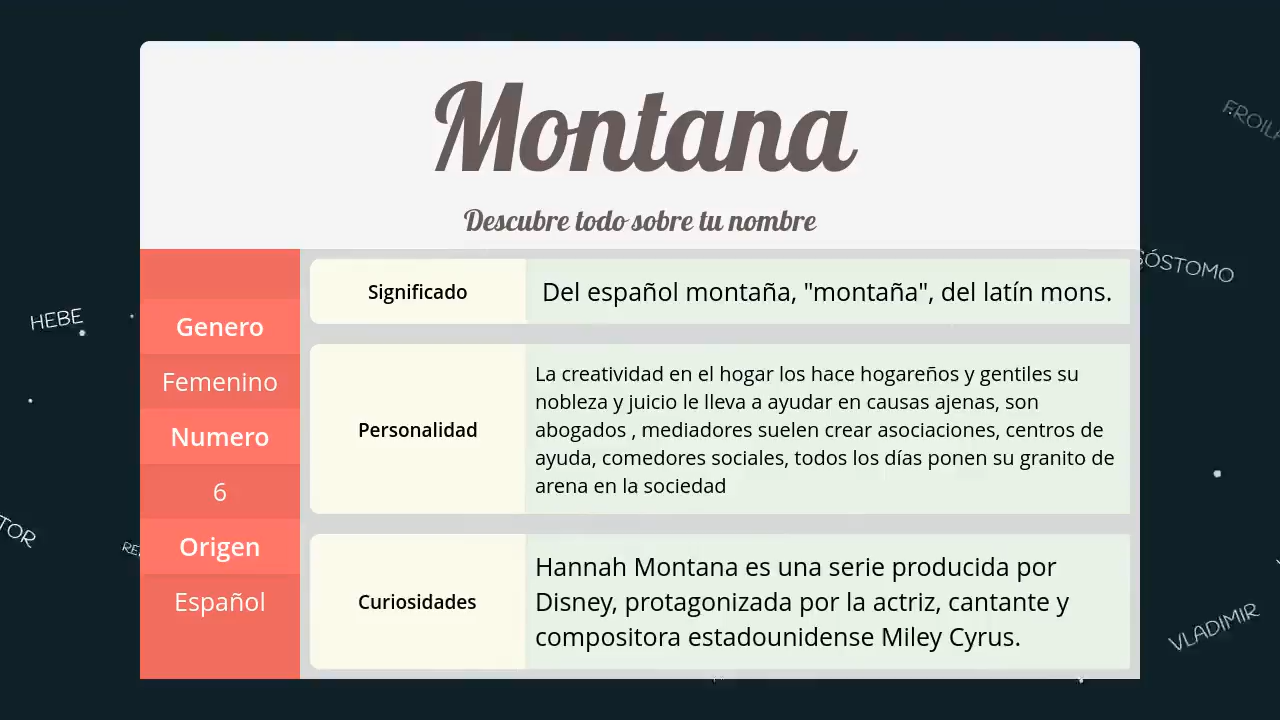 Montana
Descubre todo sobre tu nombre
Genero
Femenino
Numero
6
Origen
Español
Significado
Del español montaña, "montaña", del latín mons.
Personalidad
La creatividad en el hogar los hace hogareños y gentiles su
nobleza y juicio le lleva a ayudar en causas ajenas, son
abogados , mediadores suelen crear asociaciones, centros de
ayuda, comedores sociales, todos los días ponen su granito de
arena en la sociedad
Curiosidades
Hannah Montana es una serie producida por
Disney, protagonizada por la actriz, cantante y
compositora estadounidense Miley Cyrus.
HEBE
SÓSTOMO
VLADIMIR
TOR